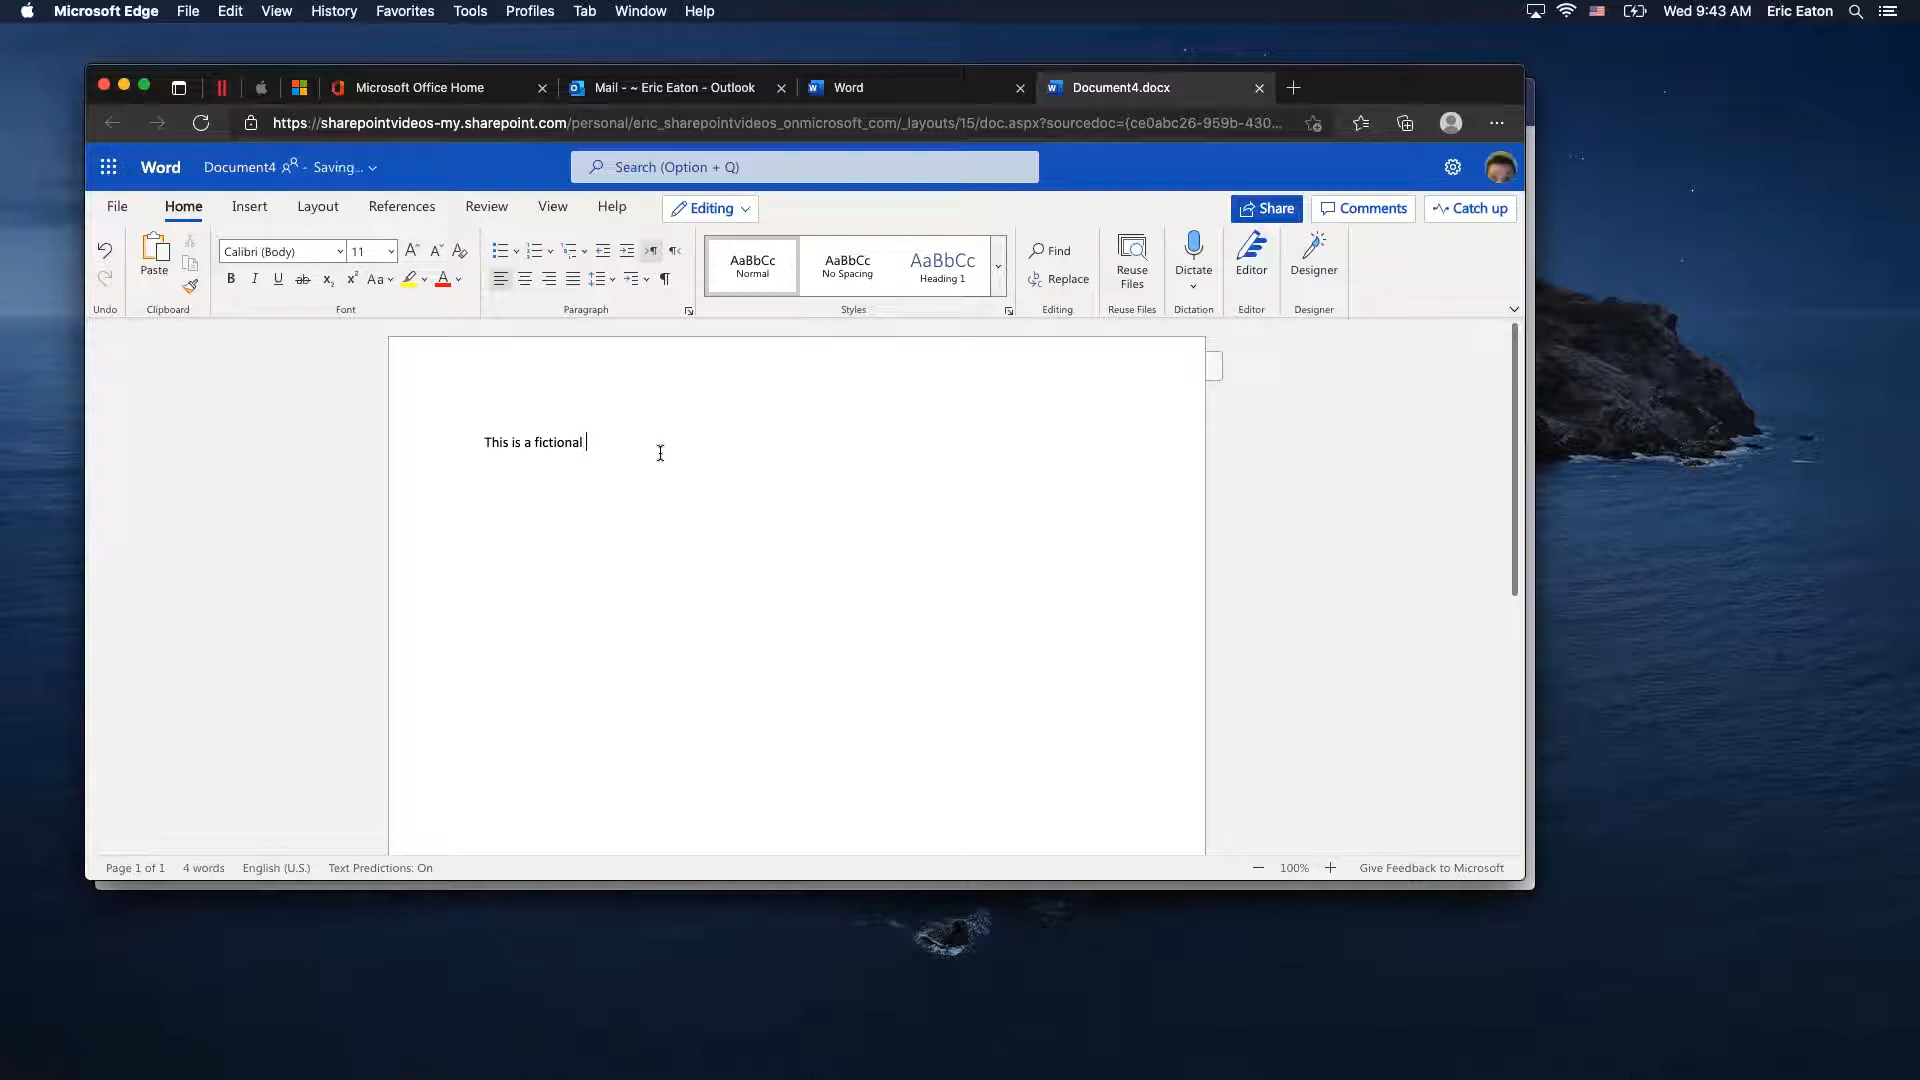 Microsoft Edge File Edit View History Favorites Tools Profiles Tab Window Help Wed 9:43 AM Eric Eaton
Microsoft Office Home Mail - ~ Eric Eaton - Outlook Word Document4.docx
https://sharepointvideos-my.sharepoint.com/personal/eric_sharepointvideos_onmicrosoft_com/_layouts/15/doc.aspx?sourcedoc={ce0abc26-959b-430...
Word Document4 - Saving... Search (Option + Q)
File Home Insert Layout References Review View Help Editing Share Comments Catch up
Paste Calibri (Body) 11 AaBbCc AaBbCc AaBbCc Find Reuse Files Dictate Editor Designer
B I U ab x₂ x² Aa A Normal No Spacing Heading 1 Replace
Undo Clipboard Font Paragraph Styles Editing Reuse Files Dictation Editor Designer
This is a fictional
Page 1 of 1 4 words English (U.S.) Text Predictions: On 100% Give Feedback to Microsoft